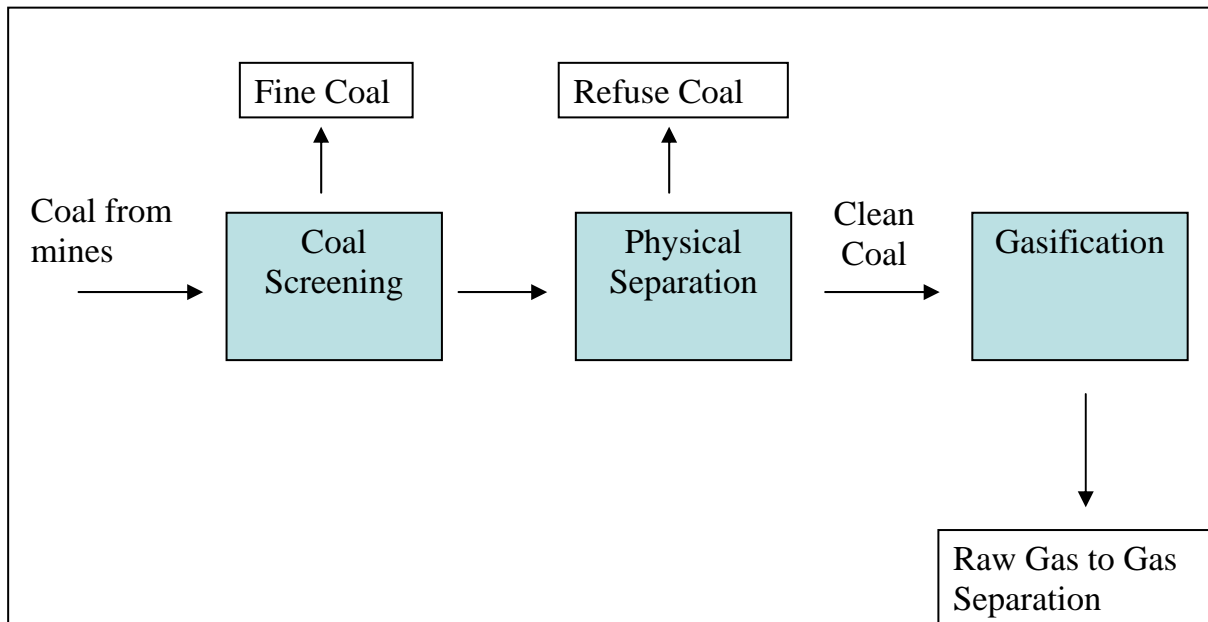 Fine Coal
Refuse Coal
Coal from
mines
Coal
Screening
Physical
Separation
Clean
Coal
Gasification
Raw Gas to Gas
Separation